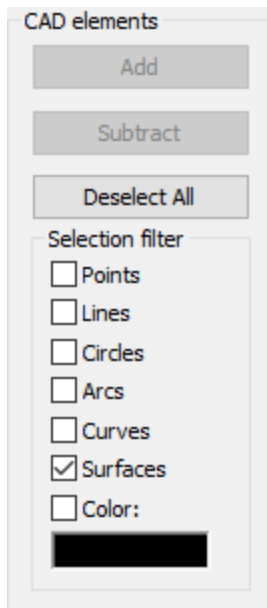 CAD elements
Add
Subtract
Deselect All
Selection filter
Points
Lines
Circles
Arcs
Curves
Surfaces
Color: